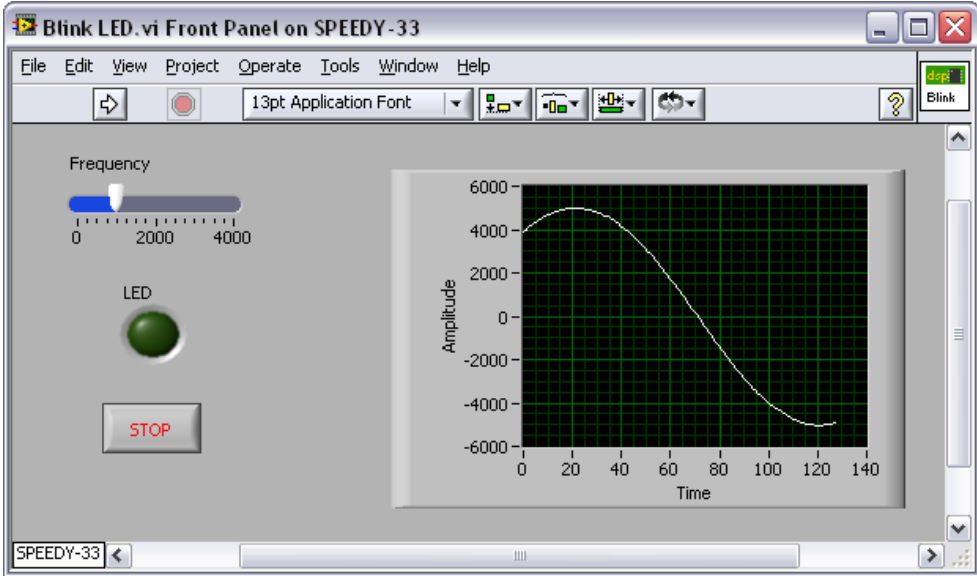 Blink LED.vi Front Panel on SPEEDY-33
File Edit View Project Operate Tools Window Help
dsp
13pt Application Font
?
Blink
Frequency
0 2000 4000
LED
STOP
Amplitude
6000
4000
2000
0
-2000
-4000
-6000
0 20 40 60 80 100 120 140
Time
SPEEDY-33